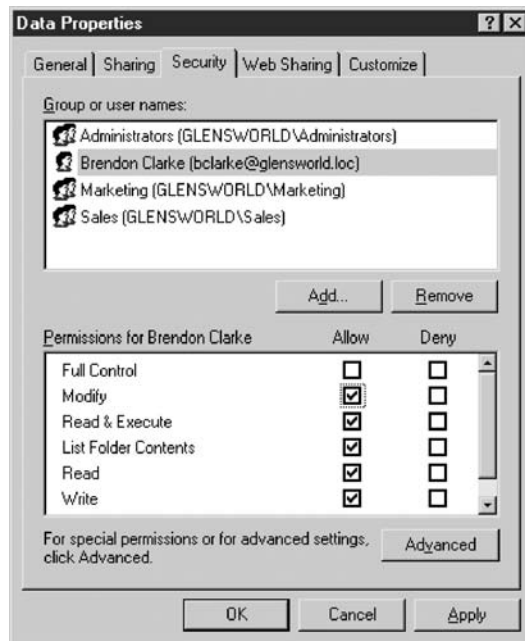 Data Properties
General Sharing Security Web Sharing Customize
Group or user names:
Administrators (GLENSWORLD\Administrators)
Brendon Clarke (bclarke@glensworld.loc)
Marketing (GLENSWORLD\Marketing)
Sales (GLENSWORLD\Sales)
Add... Remove
Permissions for Brendon Clarke Allow Deny
Full Control
Modify
Read & Execute
List Folder Contents
Read
Write
For special permissions or for advanced settings,
click Advanced.
Advanced
OK Cancel Apply